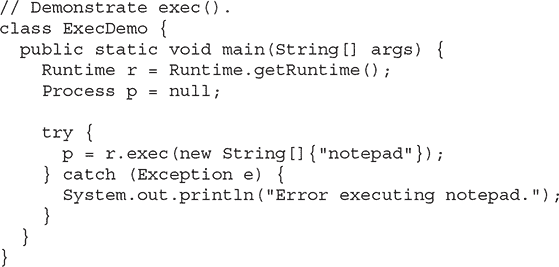 // Demonstrate exec().
class ExecDemo {
  public static void main(String[] args) {
    Runtime r = Runtime.getRuntime();
    Process p = null;

    try {
      p = r.exec(new String[]{"notepad"});
    } catch (Exception e) {
      System.out.println("Error executing notepad.");
    }
  }
}